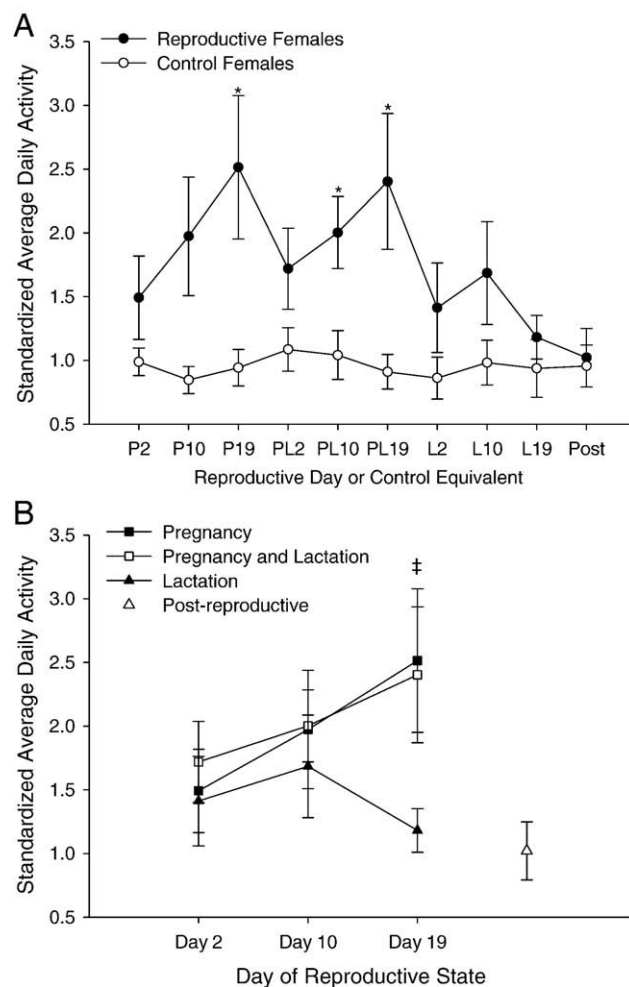 A
Reproductive Females
Control Females
Standardized Average Daily Activity
3.5
3.0
2.5
2.0
1.5
1.0
0.5
*
*
*
P2 P10 P19 PL2 PL10 PL19 L2 L10 L19 Post
Reproductive Day or Control Equivalent
B
Pregnancy
Pregnancy and Lactation
Lactation
Post-reproductive
Standardized Average Daily Activity
3.5
3.0
2.5
2.0
1.5
1.0
0.5
‡
Day 2 Day 10 Day 19
Day of Reproductive State